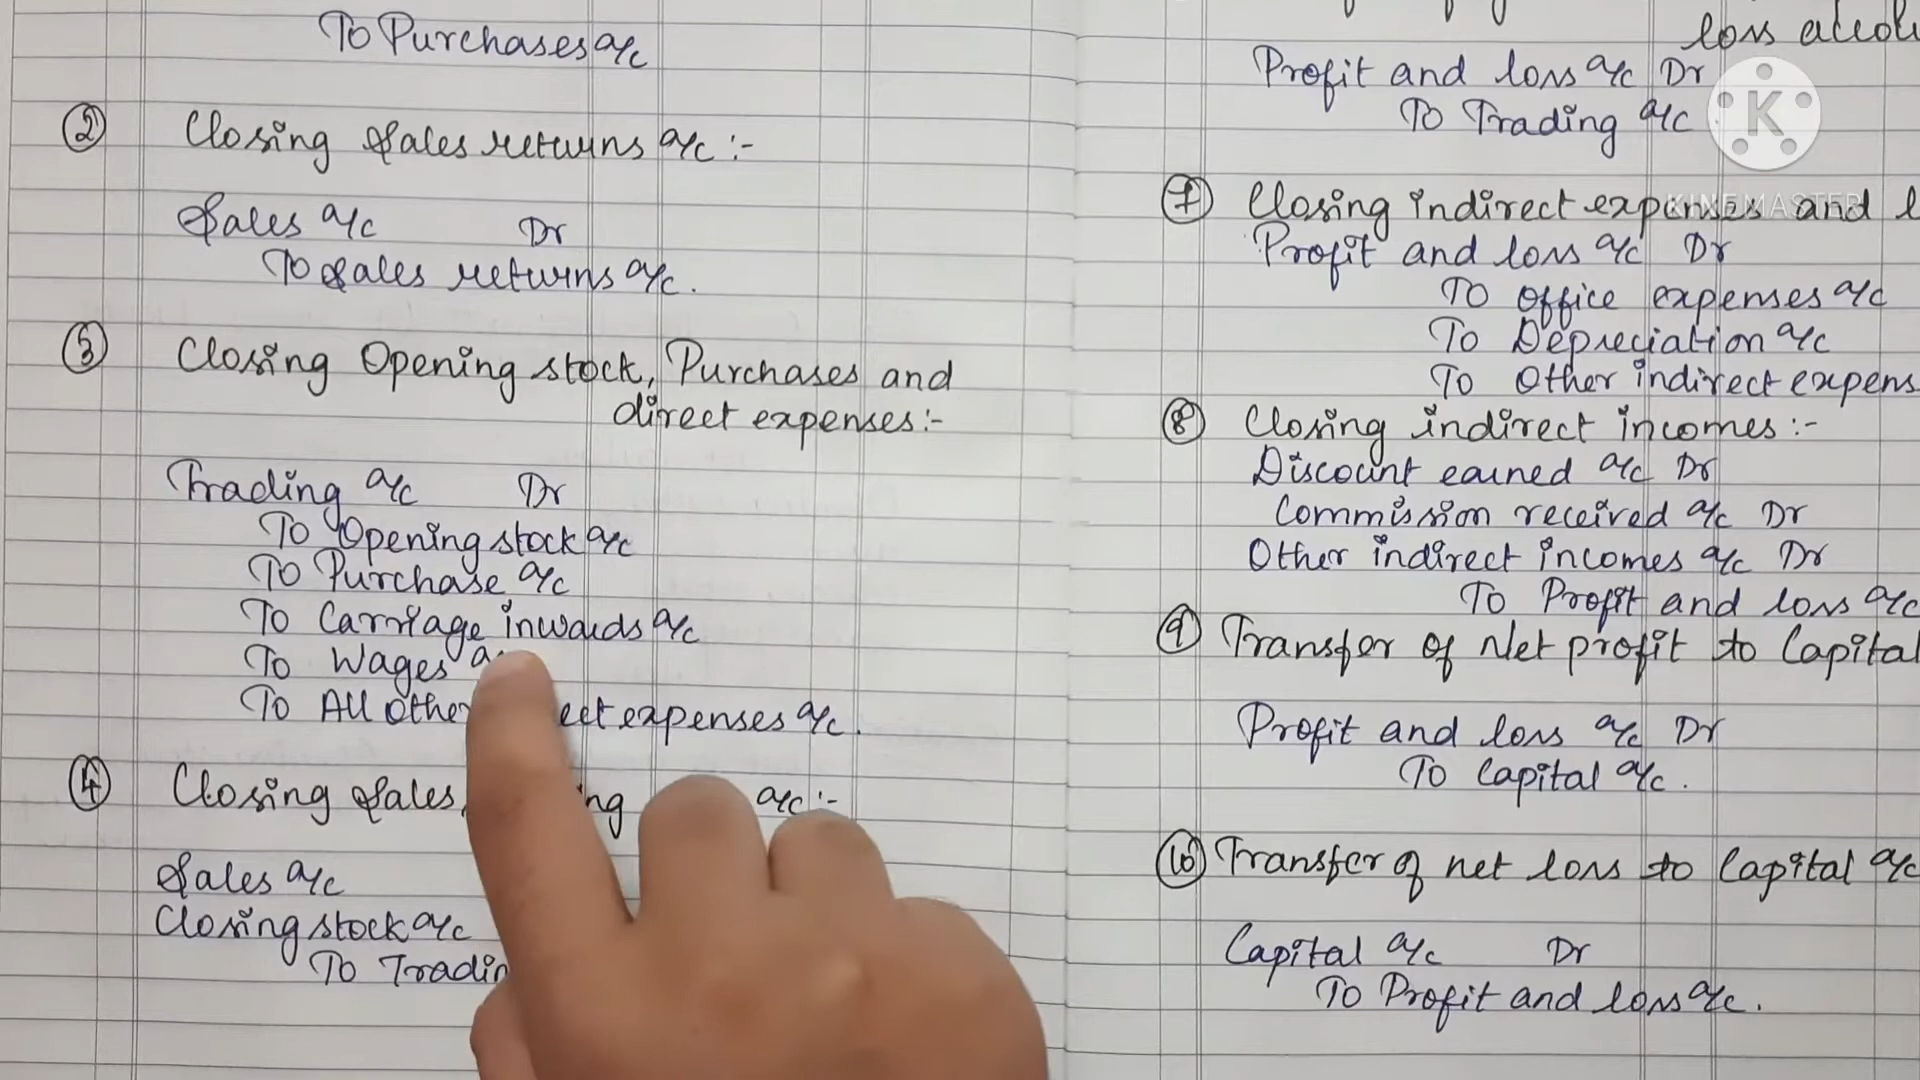 To Purchases a/c
② Closing Sales returns a/c :-
Sales a/c Dr
To Sales returns a/c.
③ Closing Opening stock, Purchases and
direct expenses :-
Trading a/c Dr
To Opening stock a/c
To Purchase a/c
To Carriage inwards a/c
To Wages
To All other expenses a/c.
④ Closing Sales, a/c :-
Sales a/c
Closing stock a/c
To
loss
Profit and loss a/c Dr
To Trading a/c
⑦ Closing indirect expenses and
Profit and loss a/c Dr
To Office expenses a/c
To Depreciation a/c
To Other indirect expens
⑧ Closing indirect incomes :-
Discount earned a/c Dr
Commission received a/c Dr
Other indirect incomes a/c Dr
To Profit and loss a/c
⑨ Transfer of Net profit to Capital
Profit and loss a/c Dr
To Capital a/c.
⑩ Transfer of net loss to Capital a/c
Capital a/c Dr
To Profit and loss a/c.
K
KINEMASTER